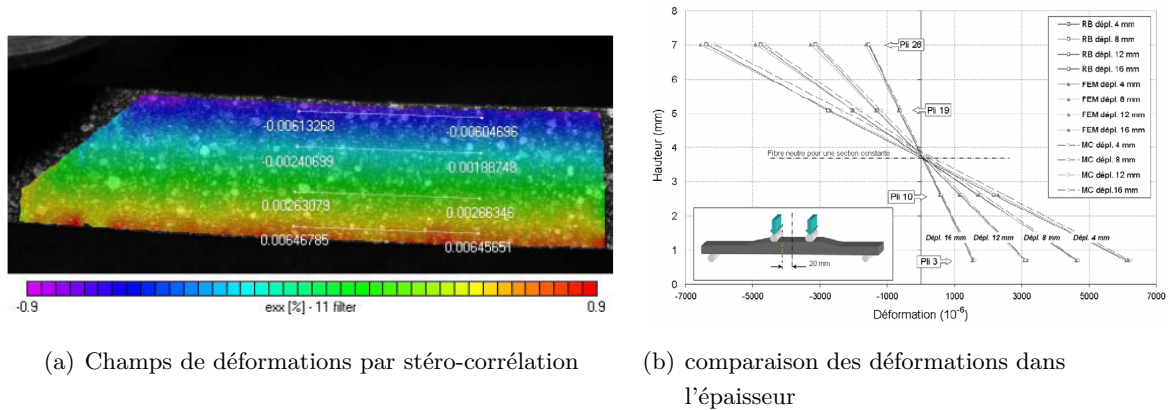 -0.00613268
-0.00604696
-0.00240699
-0.00188748
0.00263079
0.00266346
0.00646785
0.00645651
-0.9
exx [%] - 11 filter
0.9
(a) Champs de déformations par stéro-corrélation
8
7
6
5
4
3
2
1
0
Hauteur (mm)
Pli 26
Pli 19
Fibre neutre pour une section constante
Pli 10
Dépl. 16 mm
Dépl. 12 mm
Dépl. 8 mm
Dépl. 4 mm
Pli 3
20 mm
RB dépl. 4 mm
RB dépl. 8 mm
RB dépl. 12 mm
RB dépl. 16 mm
FEM dépl. 4 mm
FEM dépl. 8 mm
FEM dépl. 12 mm
FEM dépl. 16 mm
MC dépl. 4 mm
MC dépl. 8 mm
MC dépl. 12 mm
MC dépl.16 mm
-7000
-5000
-3000
-1000
1000
3000
5000
7000
Déformation (10-6)
(b) comparaison des déformations dans
l'épaisseur